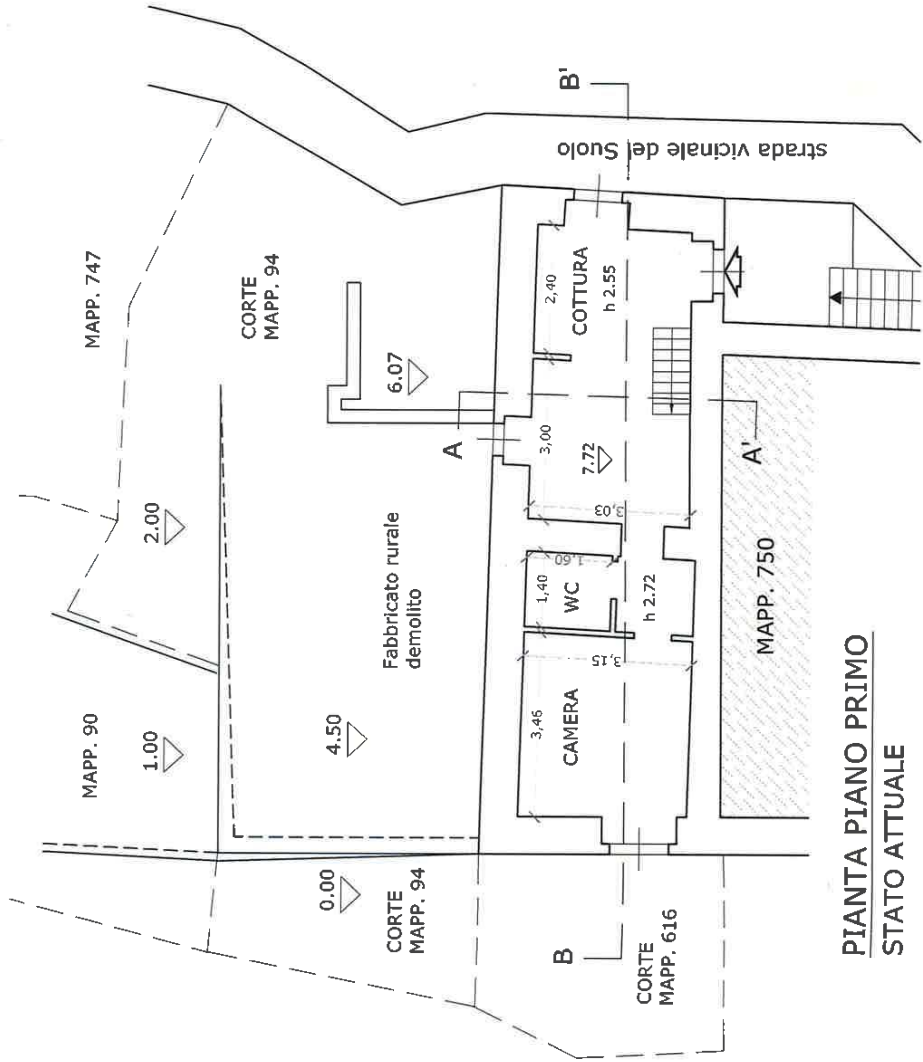 MAPP. 90
MAPP. 747
1.00
2.00
0.00
CORTE
MAPP. 94
CORTE
MAPP. 94
4.50
Fabbricato rurale
demolito
6.07
A
B
CORTE
MAPP. 616
CAMERA
3,46
3,15
WC
1,40
1,60
h 2.72
3,00
3,03
7.72
COTTURA
2,40
h 2.55
B'
strada vicinale del Suolo
A'
MAPP. 750
PIANTA PIANO PRIMO
STATO ATTUALE